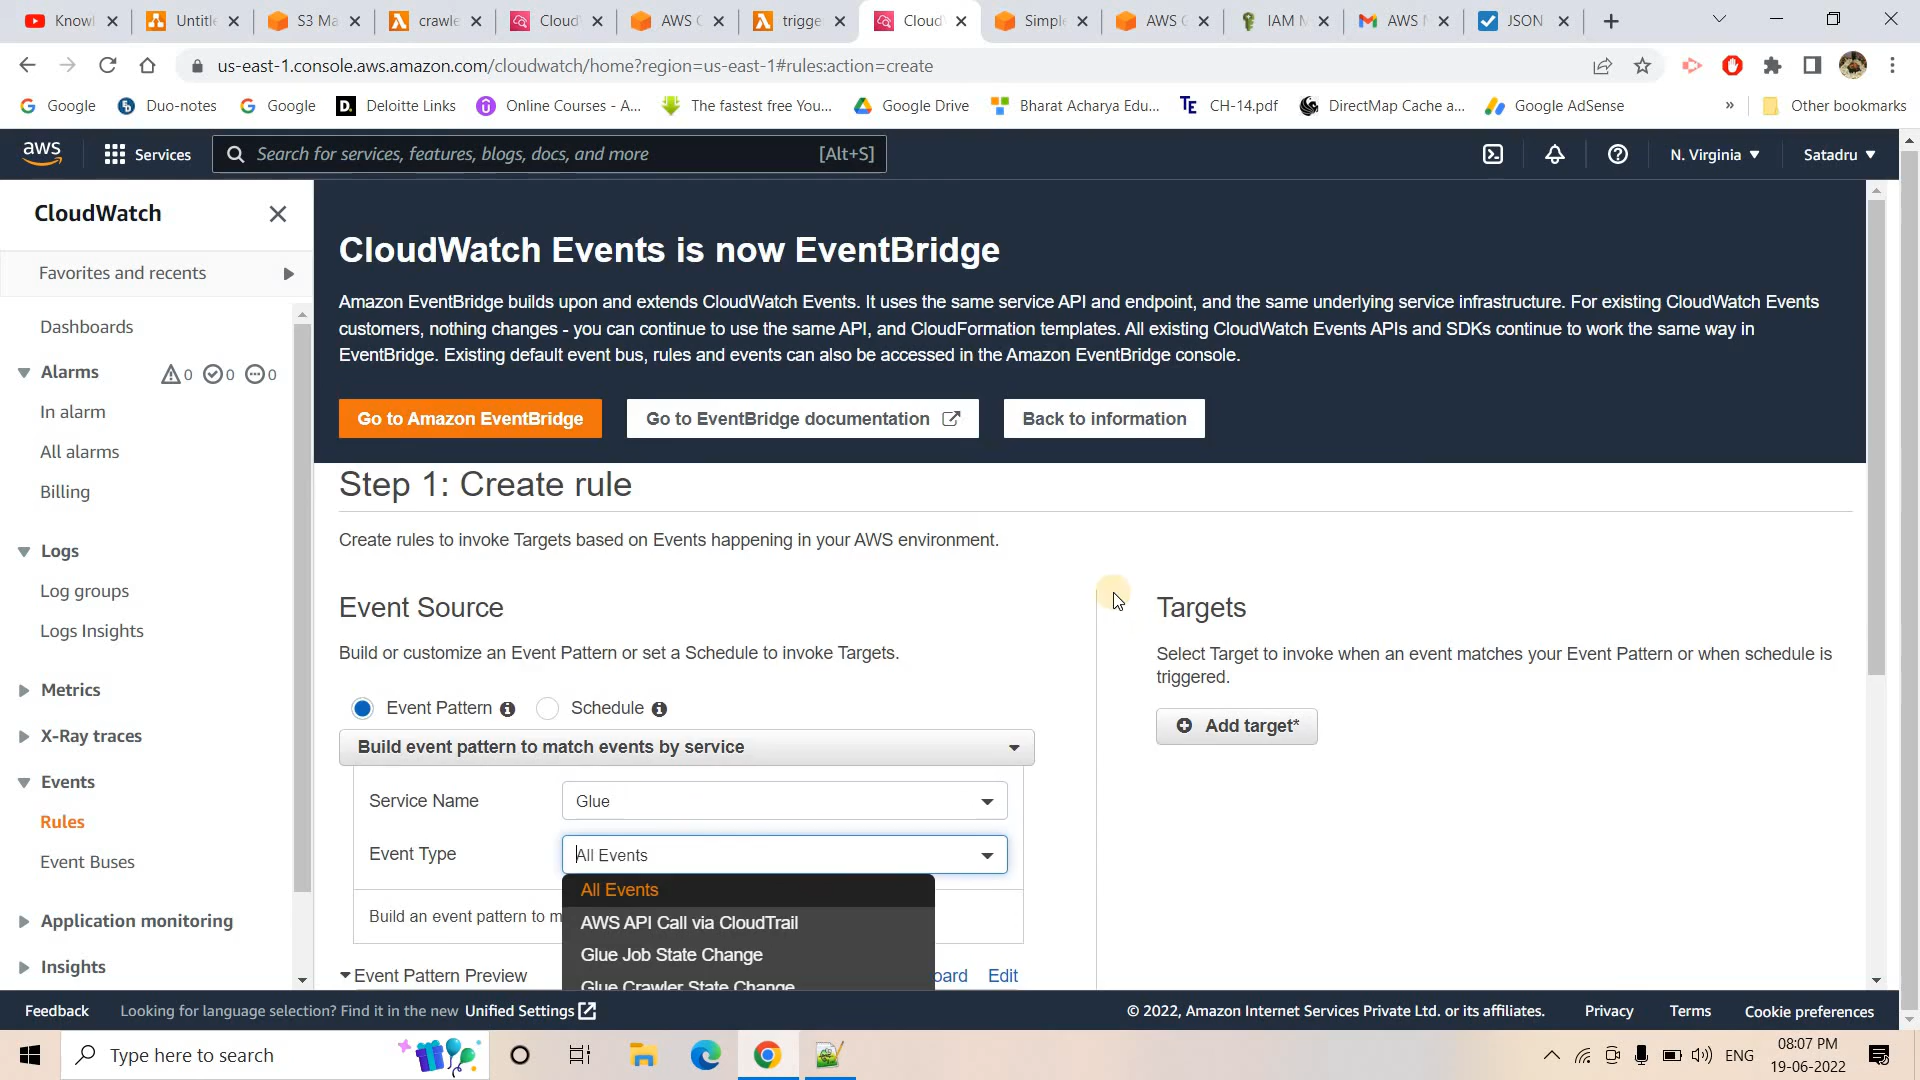 Knowl
Untitle
S3 Ma
crawle
Cloud
AWS G
trigge
Cloud
Simple
AWS G
IAM M
AWS N
JSON
us-east-1.console.aws.amazon.com/cloudwatch/home?region=us-east-1#rules:action=create
Google
Duo-notes
Google
Deloitte Links
Online Courses - A...
The fastest free You...
Google Drive
Bharat Acharya Edu...
CH-14.pdf
DirectMap Cache a...
Google AdSense
»
Other bookmarks
aws
Services
Search for services, features, blogs, docs, and more
[Alt+S]
N. Virginia
Satadru
CloudWatch
Favorites and recents
Dashboards
Alarms
0
0
0
In alarm
All alarms
Billing
Logs
Log groups
Logs Insights
Metrics
X-Ray traces
Events
Rules
Event Buses
Application monitoring
Insights
CloudWatch Events is now EventBridge
Amazon EventBridge builds upon and extends CloudWatch Events. It uses the same service API and endpoint, and the same underlying service infrastructure. For existing CloudWatch Events
customers, nothing changes - you can continue to use the same API, and CloudFormation templates. All existing CloudWatch Events APIs and SDKs continue to work the same way in
EventBridge. Existing default event bus, rules and events can also be accessed in the Amazon EventBridge console.
Go to Amazon EventBridge
Go to EventBridge documentation
Back to information
Step 1: Create rule
Create rules to invoke Targets based on Events happening in your AWS environment.
Event Source
Build or customize an Event Pattern or set a Schedule to invoke Targets.
Event Pattern
Schedule
Build event pattern to match events by service
Service Name
Glue
Event Type
All Events
All Events
AWS API Call via CloudTrail
Glue Job State Change
Glue Crawler State Change
Build an event pattern to m
Event Pattern Preview
oard
Edit
Targets
Select Target to invoke when an event matches your Event Pattern or when schedule is
triggered.
Add target*
Feedback
Looking for language selection? Find it in the new Unified Settings
© 2022, Amazon Internet Services Private Ltd. or its affiliates.
Privacy
Terms
Cookie preferences
Type here to search
ENG
08:07 PM
19-06-2022